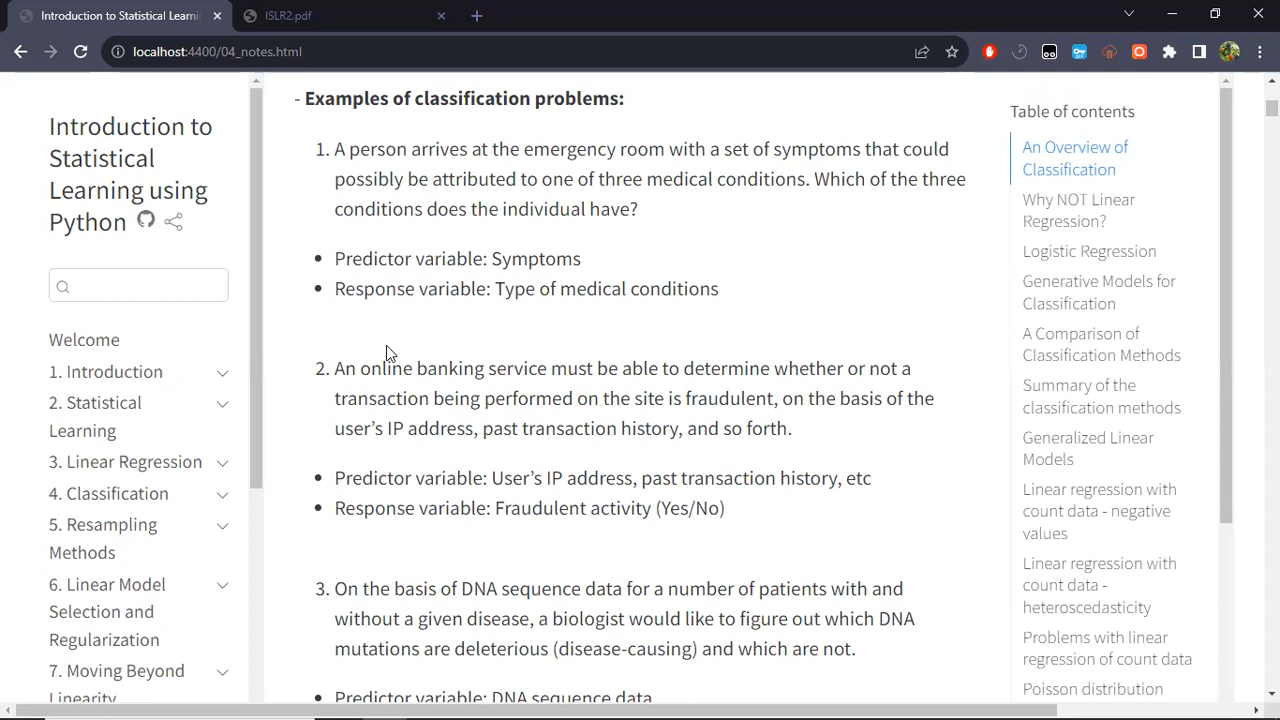 Introduction to Statistical Learni
ISLR2.pdf
localhost:4400/04_notes.html
Introduction to
Statistical
Learning using
Python
Welcome
1. Introduction
2. Statistical
Learning
3. Linear Regression
4. Classification
5. Resampling
Methods
6. Linear Model
Selection and
Regularization
7. Moving Beyond
Linearity
- Examples of classification problems:
1. A person arrives at the emergency room with a set of symptoms that could
possibly be attributed to one of three medical conditions. Which of the three
conditions does the individual have?
• Predictor variable: Symptoms
• Response variable: Type of medical conditions
2. An online banking service must be able to determine whether or not a
transaction being performed on the site is fraudulent, on the basis of the
user’s IP address, past transaction history, and so forth.
• Predictor variable: User’s IP address, past transaction history, etc
• Response variable: Fraudulent activity (Yes/No)
3. On the basis of DNA sequence data for a number of patients with and
without a given disease, a biologist would like to figure out which DNA
mutations are deleterious (disease-causing) and which are not.
• Predictor variable: DNA sequence data
Table of contents
An Overview of
Classification
Why NOT Linear
Regression?
Logistic Regression
Generative Models for
Classification
A Comparison of
Classification Methods
Summary of the
classification methods
Generalized Linear
Models
Linear regression with
count data - negative
values
Linear regression with
count data -
heteroscedasticity
Problems with linear
regression of count data
Poisson distribution